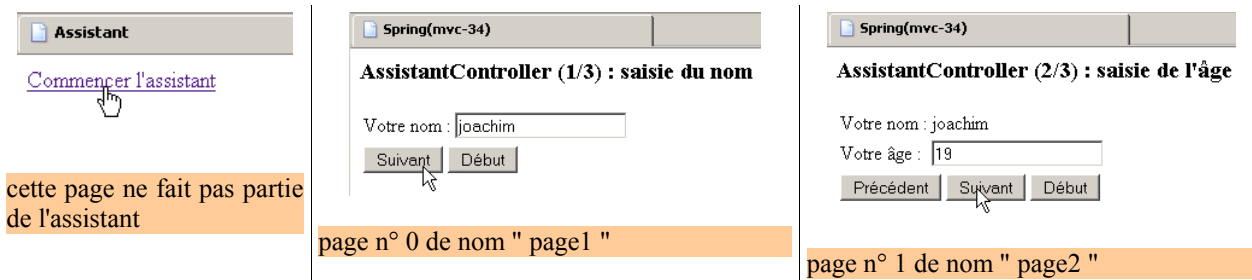 Assistant
Commencer l'assistant
cette page ne fait pas partie
de l'assistant
Spring(mvc-34)
AssistantController (1/3) : saisie du nom
Votre nom : joachim
Suivant Début
page n° 0 de nom " page1 "
Spring(mvc-34)
AssistantController (2/3) : saisie de l'âge
Votre nom : joachim
Votre âge : 19
Précédent Suivant Début
page n° 1 de nom " page2 "